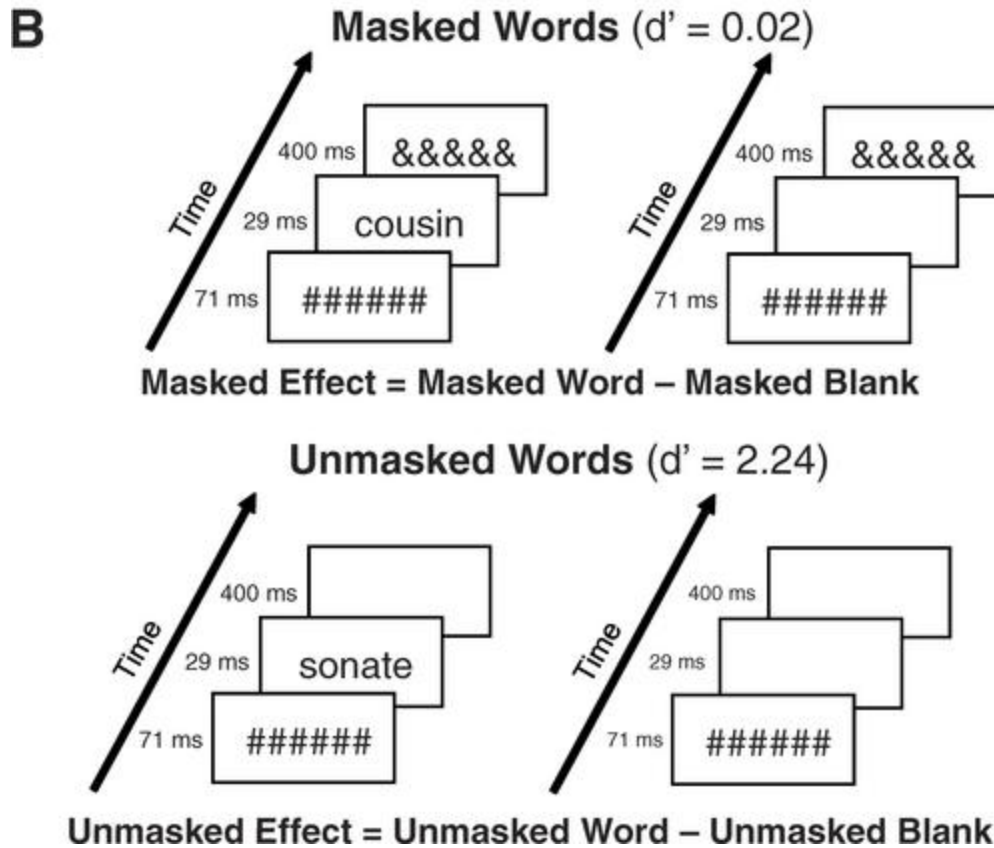 B
Masked Words (d' = 0.02)
Time
400 ms
&&&&&
29 ms
cousin
71 ms
######
Time
400 ms
&&&&&
29 ms
71 ms
######
Masked Effect = Masked Word – Masked Blank
Unmasked Words (d' = 2.24)
Time
400 ms
29 ms
sonate
71 ms
######
Time
400 ms
29 ms
71 ms
######
Unmasked Effect = Unmasked Word – Unmasked Blank